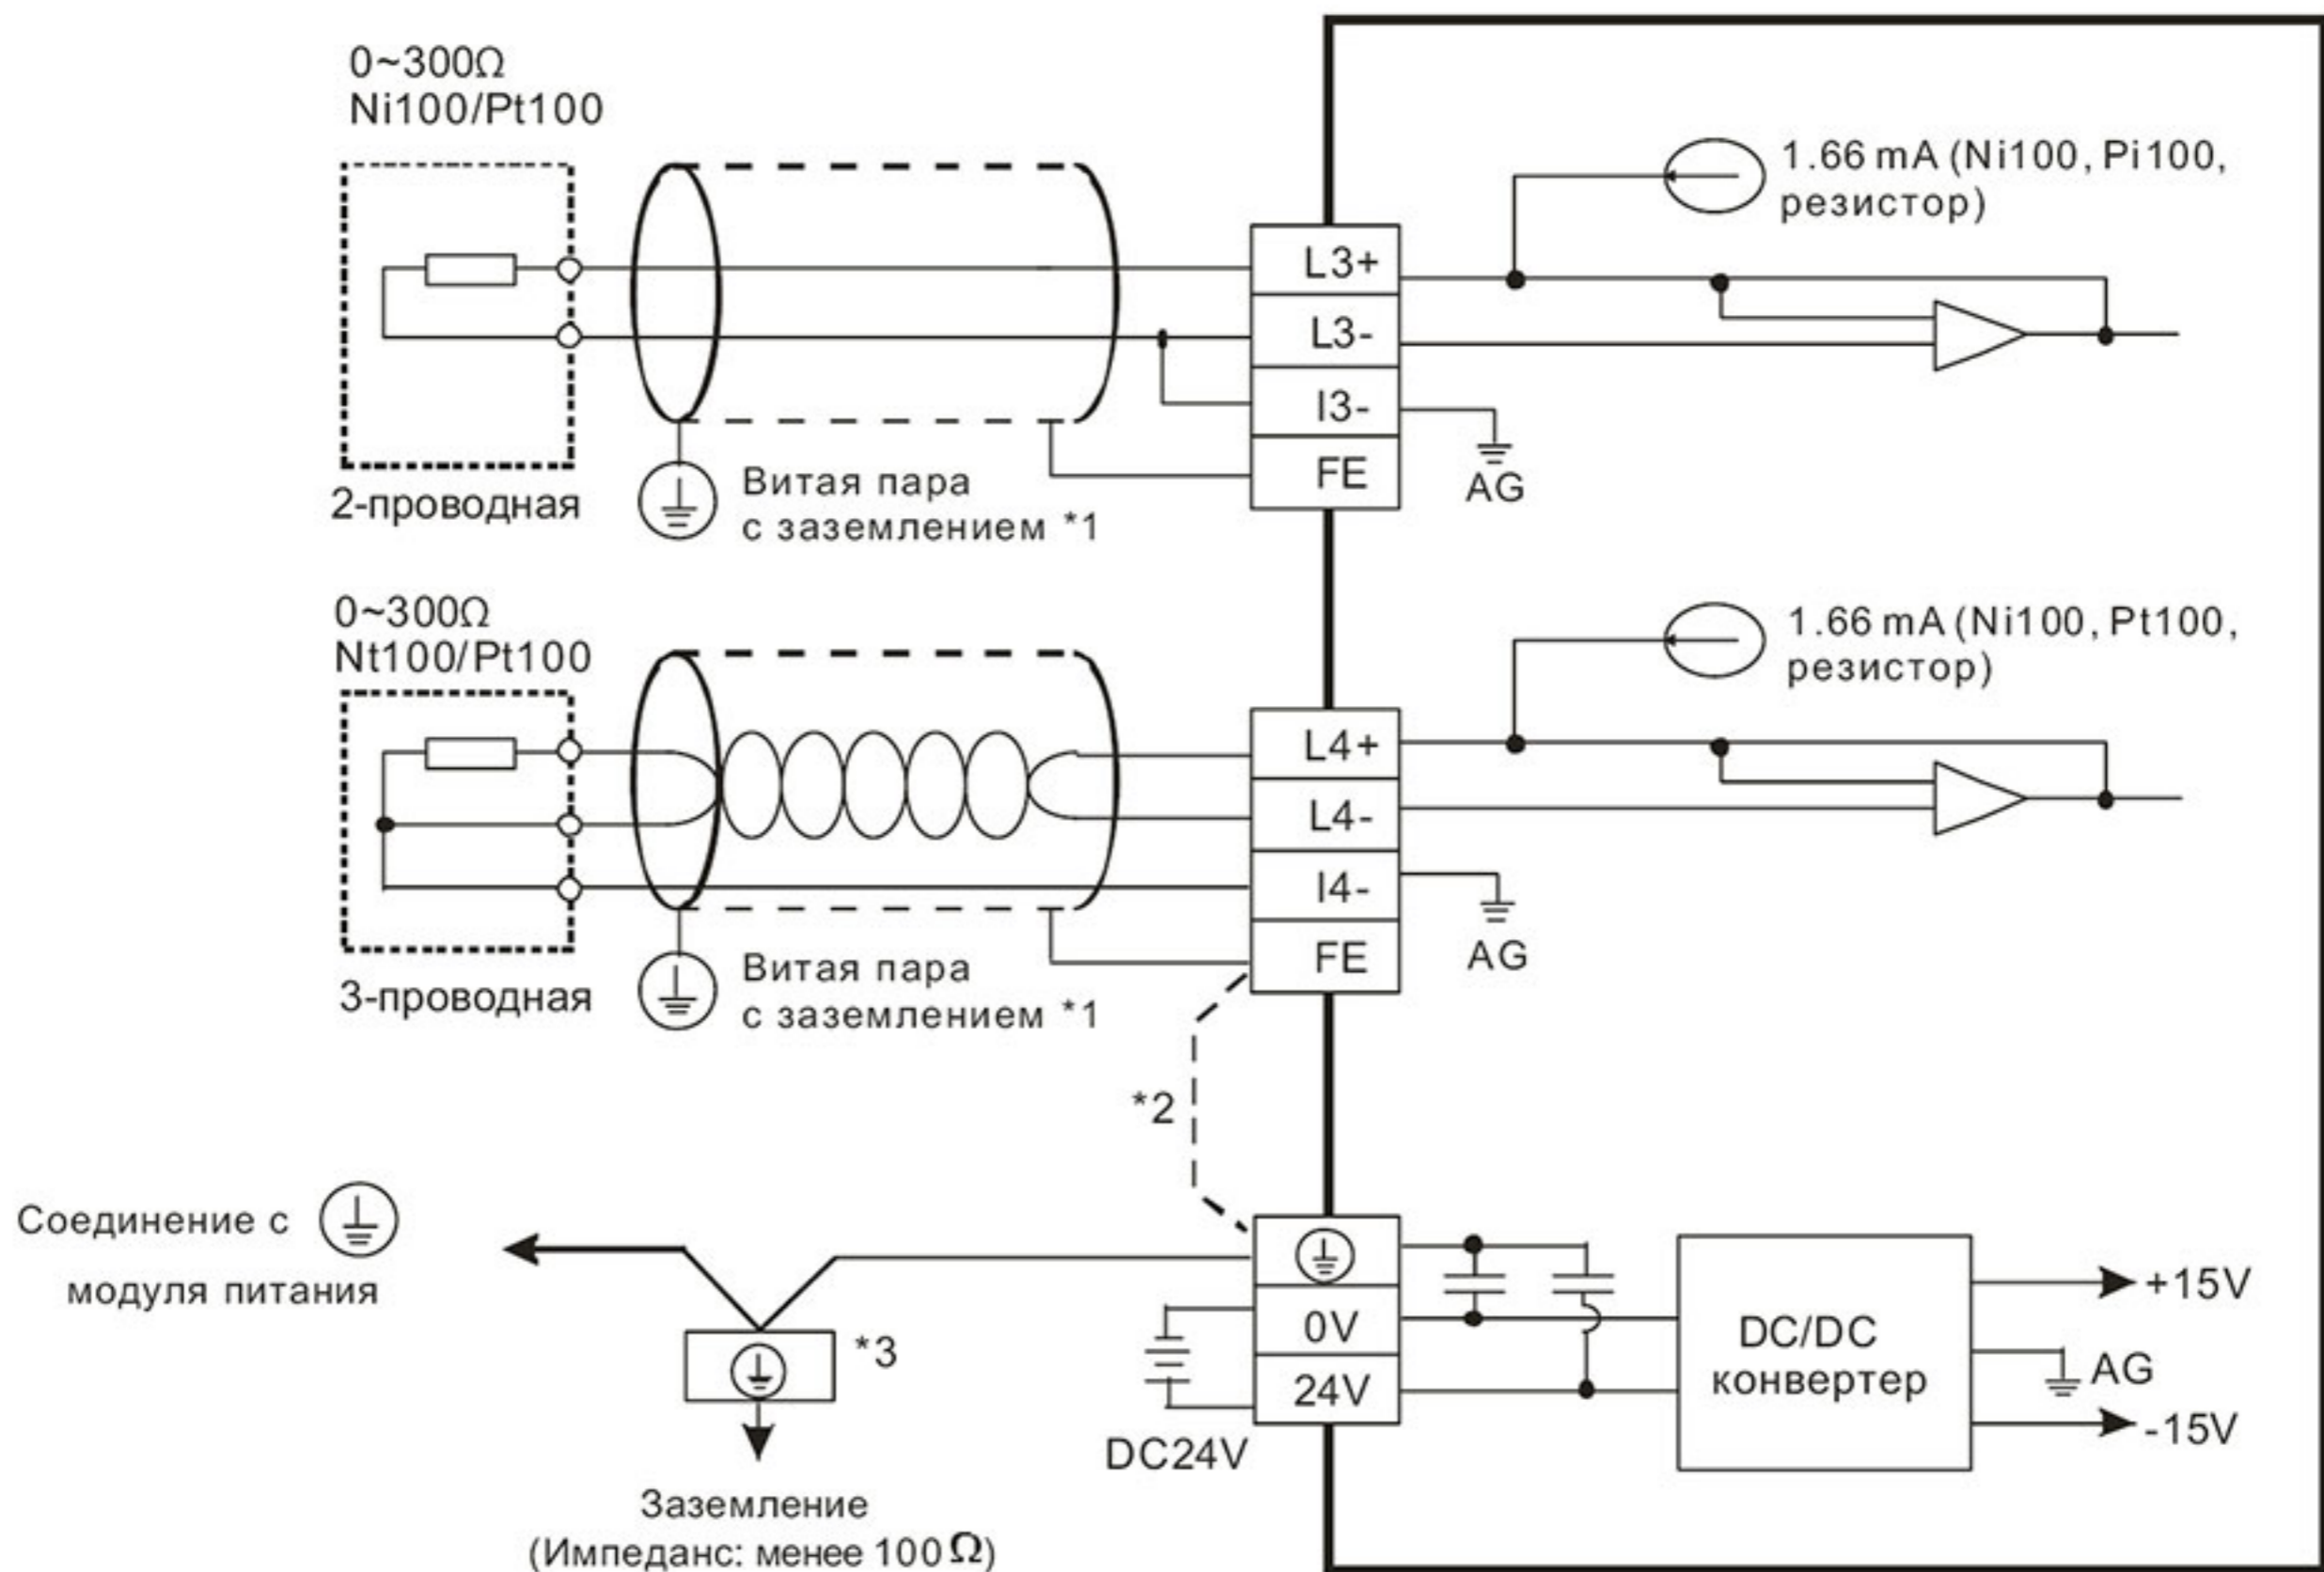 0~300Ω
Ni100/Pt100
2-проводная
Витая пара
с заземлением *1
L3+
L3-
I3-
FE
AG
1.66 mA (Ni100, Pi100,
резистор)
0~300Ω
Nt100/Pt100
3-проводная
Витая пара
с заземлением *1
L4+
L4-
I4-
FE
AG
1.66 mA (Ni100, Pt100,
резистор)
*2
Соединение с
модуля питания
*3
Заземление
(Импеданс: менее 100 Ω)
0V
24V
DC24V
DC/DC
конвертер
+15V
AG
-15V